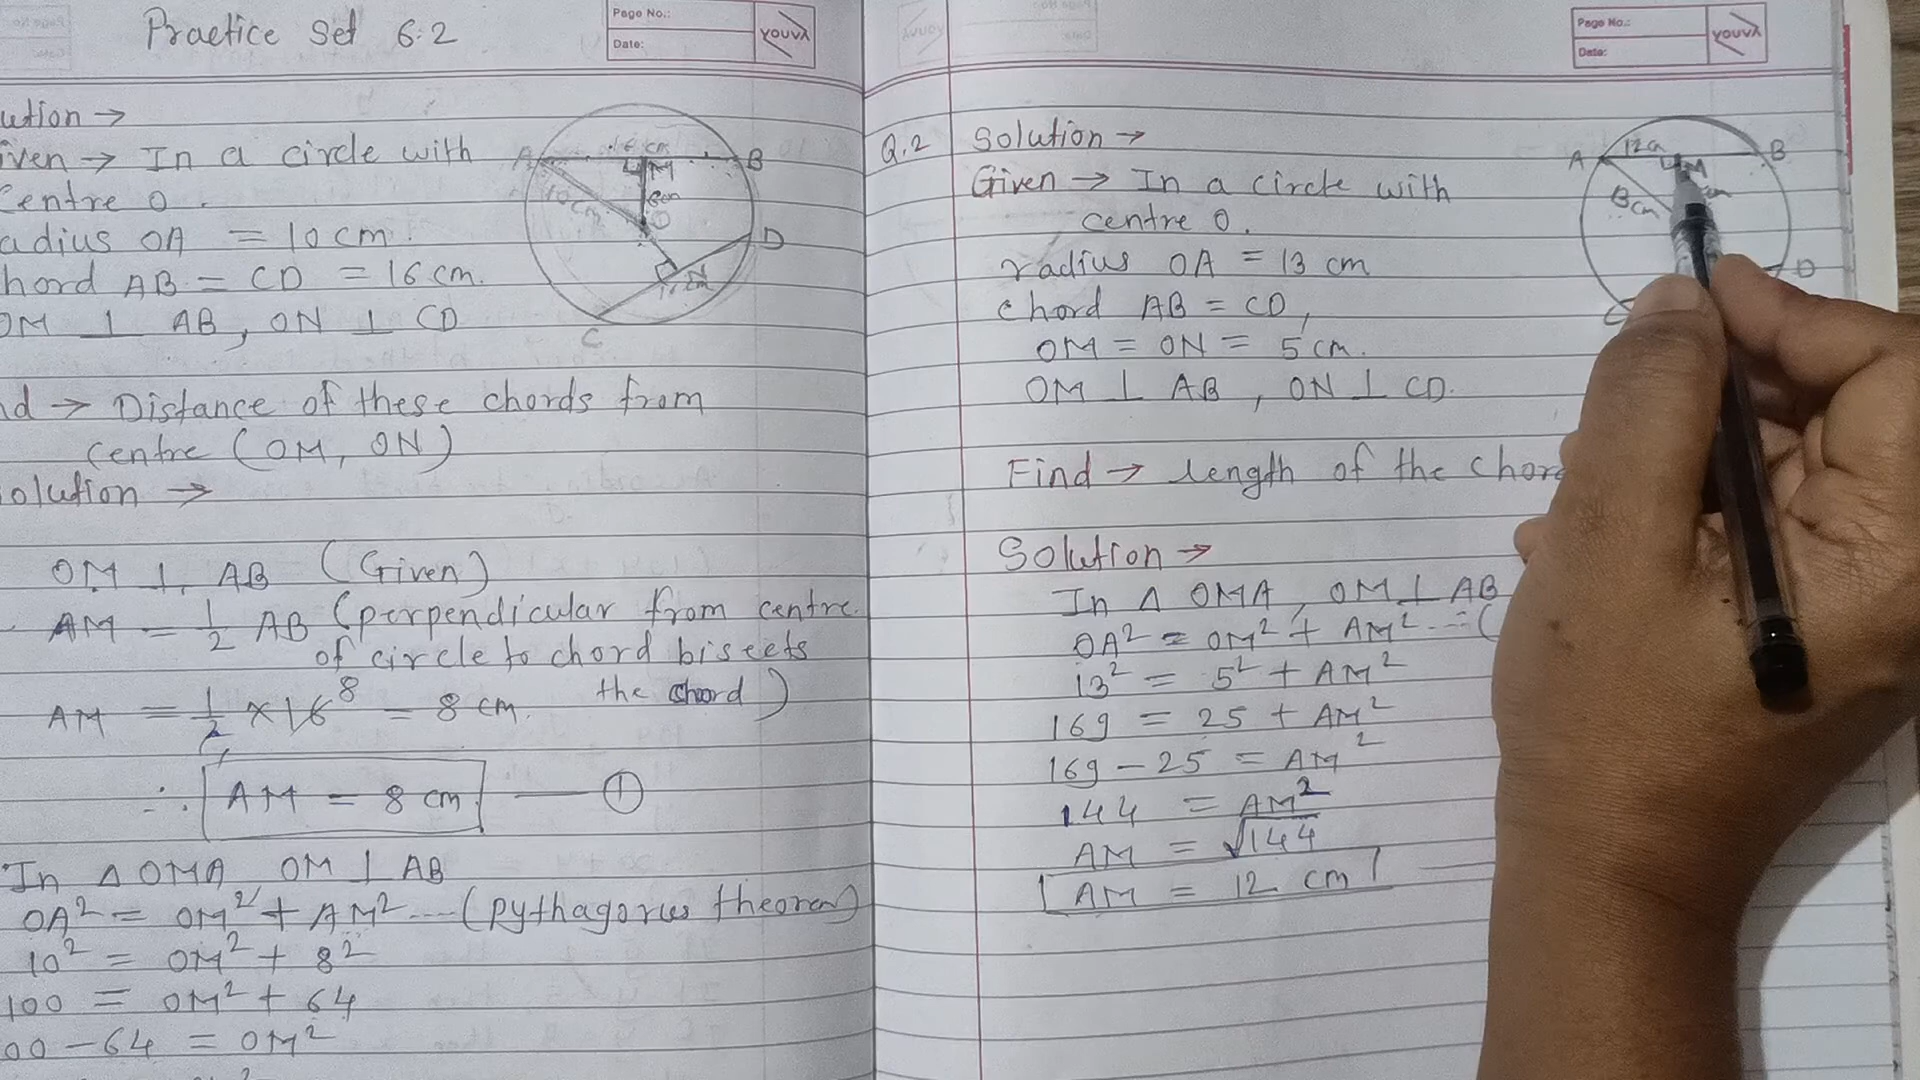 Practice Set 6.2
Page No.:
Date:
YOUVA
ution →
iven → In a circle with
centre O.
adius OA = 10 cm.
hord AB = CD = 16 cm.
OM ⊥ AB, ON ⊥ CD
nd → Distance of these chords from
centre (OM, ON)
olution →
OM ⊥ AB (Given)
AM = 1/2 AB (perpendicular from centre
of circle to chord bisects
the chord)
AM = 1/2 × 16 8 = 8 cm.
∴ AM = 8 cm — ①
In △ OMA OM ⊥ AB
OA² = OM² + AM² ---(pythagorus theorem)
10² = OM² + 8²
100 = OM² + 64
00 - 64 = OM²
A 16 cm B
M
10 cm 6cm
O
D
N
C
Page No.:
Date:
YOUVA
Q.2 Solution →
Given → In a circle with
centre O.
radius OA = 13 cm
chord AB = CD,
OM = ON = 5 cm.
OM ⊥ AB, ON ⊥ CD.
Find → length of the chor
Solution →
In △ OMA, OM ⊥ AB
OA² = OM² + AM² --- (
13² = 5² + AM²
169 = 25 + AM²
169 - 25 = AM²
144 = AM²
AM = √144
AM = 12 cm
A B
M
cm
D
C